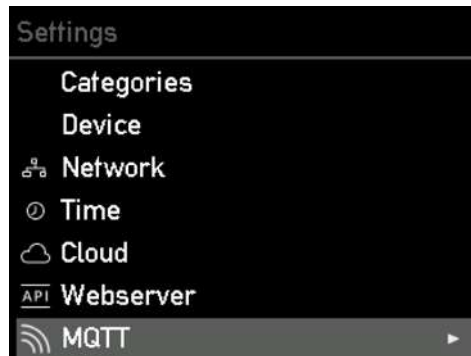 Settings
Categories
Device
Network
Time
Cloud
API Webserver
MQTT